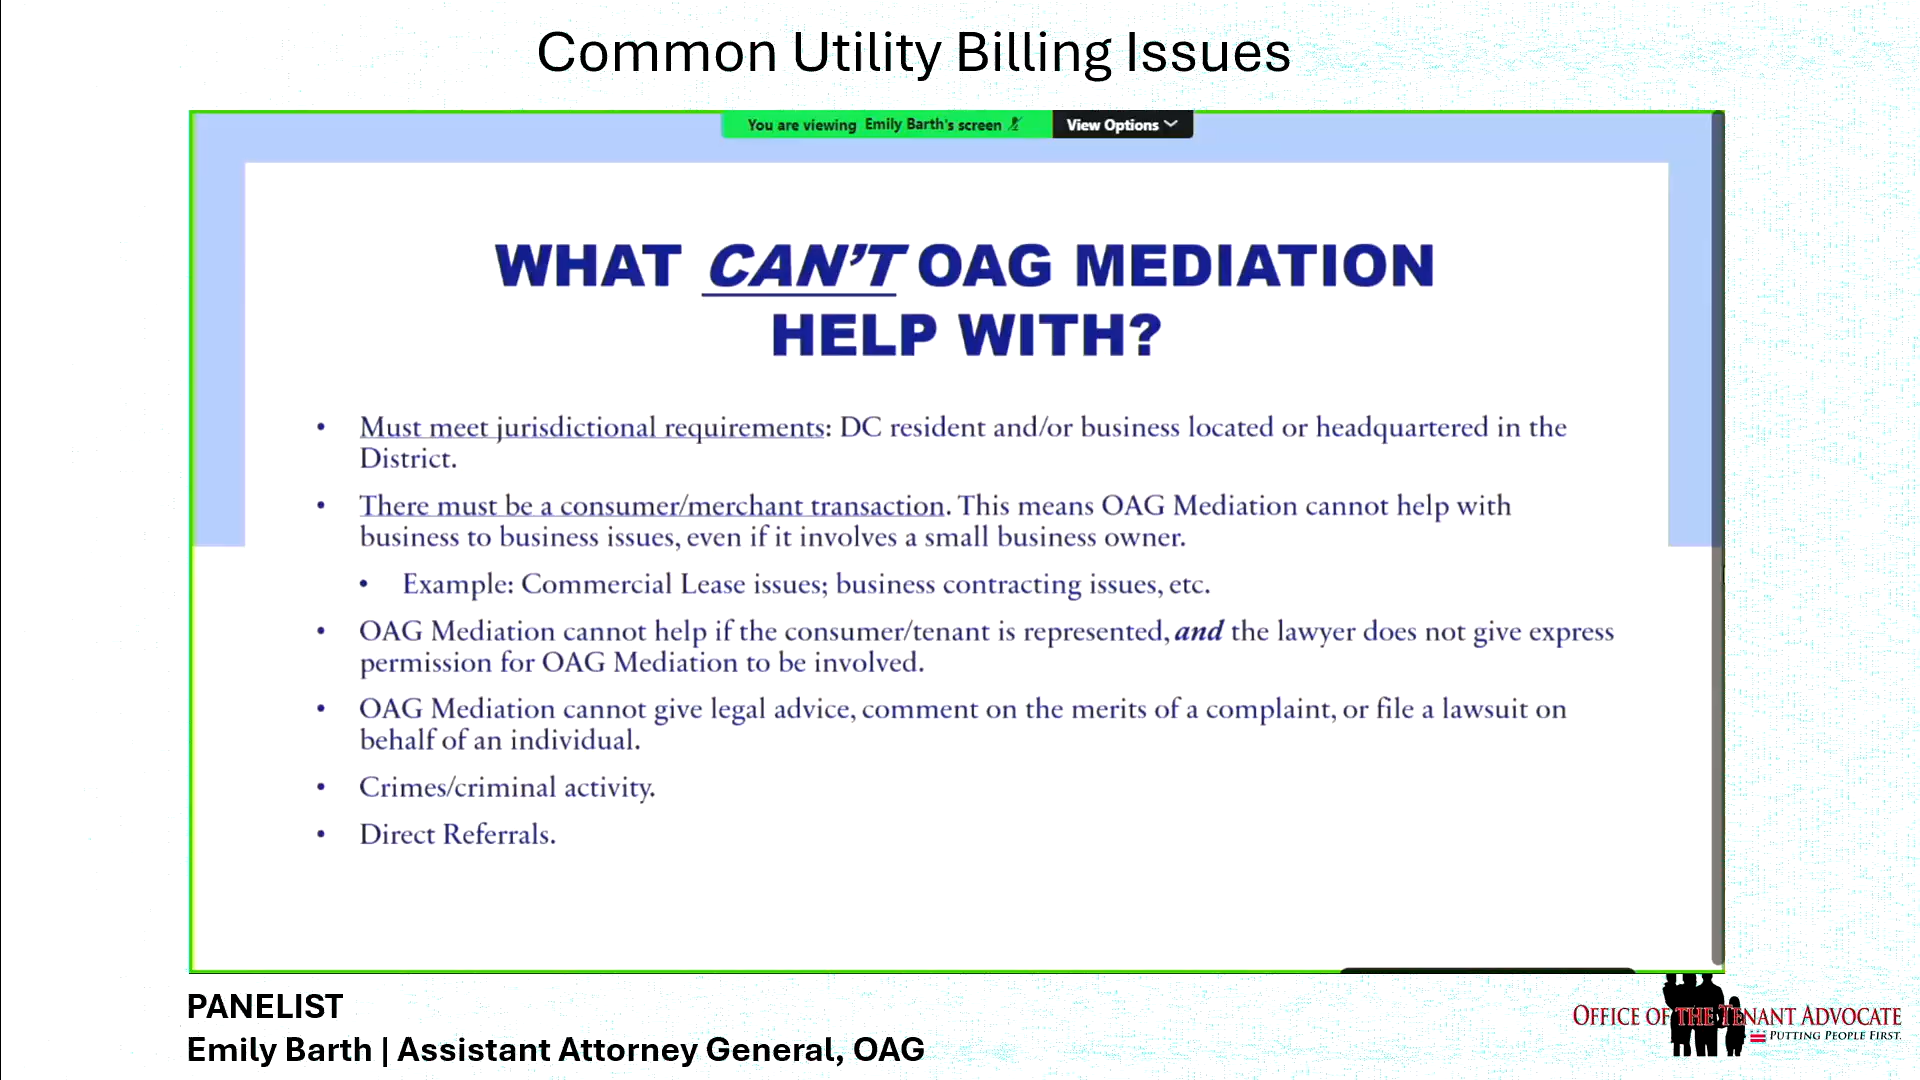 Common Utility Billing Issues
You are viewing Emily Barth's screen View Options
WHAT CAN'T OAG MEDIATION
HELP WITH?
• Must meet jurisdictional requirements: DC resident and/or business located or headquartered in the
District.
• There must be a consumer/merchant transaction. This means OAG Mediation cannot help with
business to business issues, even if it involves a small business owner.
• Example: Commercial Lease issues; business contracting issues, etc.
• OAG Mediation cannot help if the consumer/tenant is represented, and the lawyer does not give express
permission for OAG Mediation to be involved.
• OAG Mediation cannot give legal advice, comment on the merits of a complaint, or file a lawsuit on
behalf of an individual.
• Crimes/criminal activity.
• Direct Referrals.
PANELIST
Emily Barth | Assistant Attorney General, OAG
OFFICE OF THE TENANT ADVOCATE
PUTTING PEOPLE FIRST.